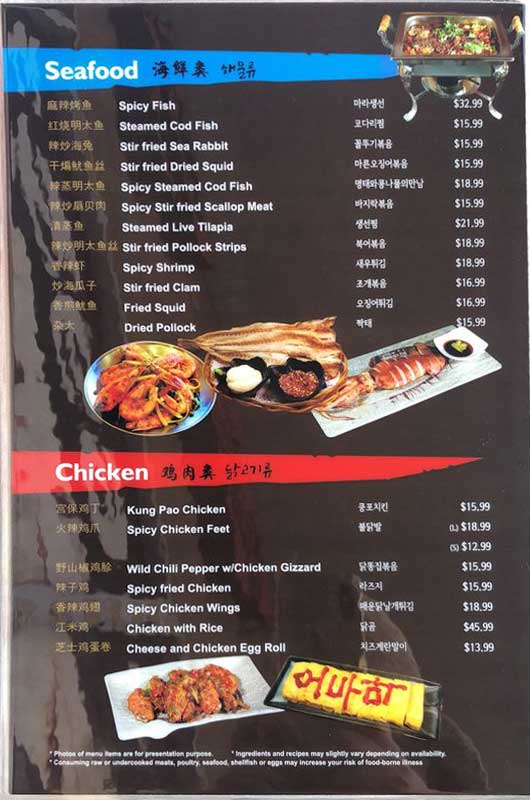 Seafood 海鲜类 해물류
麻辣烤鱼 Spicy Fish 마라생선 $32.99
红烧明太鱼 Steamed Cod Fish 코다리찜 $15.99
辣炒海兔 Stir fried Sea Rabbit 꼴뚜기볶음 $15.99
干煸鱿鱼丝 Stir fried Dried Squid 마른오징어볶음 $15.99
辣蒸明太鱼 Spicy Steamed Cod Fish 명태와콩나물의만남 $18.99
辣炒扇贝肉 Spicy Stir fried Scallop Meat 바지락볶음 $15.99
清蒸鱼 Steamed Live Tilapia 생선찜 $21.99
辣炒明太鱼丝 Stir fried Pollock Strips 북어볶음 $18.99
香辣虾 Spicy Shrimp 새우튀김 $18.99
炒海瓜子 Stir fried Clam 조개볶음 $16.99
香煎鱿鱼 Fried Squid 오징어튀김 $16.99
Dried Pollock 짝태 $15.99
Chicken 鸡肉类 닭고기류
宫保鸡丁 Kung Pao Chicken 쿵포치킨 $15.99
火辣鸡爪 Spicy Chicken Feet 불닭발 (L) $18.99
(S) $12.99
野山椒鸡胗 Wild Chili Pepper w/Chicken Gizzard 닭똥집볶음 $15.99
辣子鸡 Spicy fried Chicken 라즈지 $15.99
香辣鸡翅 Spicy Chicken Wings 매운닭날개튀김 $18.99
江米鸡 Chicken with Rice 닭곰 $45.99
芝士鸡蛋卷 Cheese and Chicken Egg Roll 치즈계란말이 $13.99
어마하
* Photos of menu items are for presentation purpose. * Ingredients and recipes may slightly vary depending on availability.
* Consuming raw or undercooked meats, poultry, seafood, shellfish or eggs may increase your risk of food-borne illness